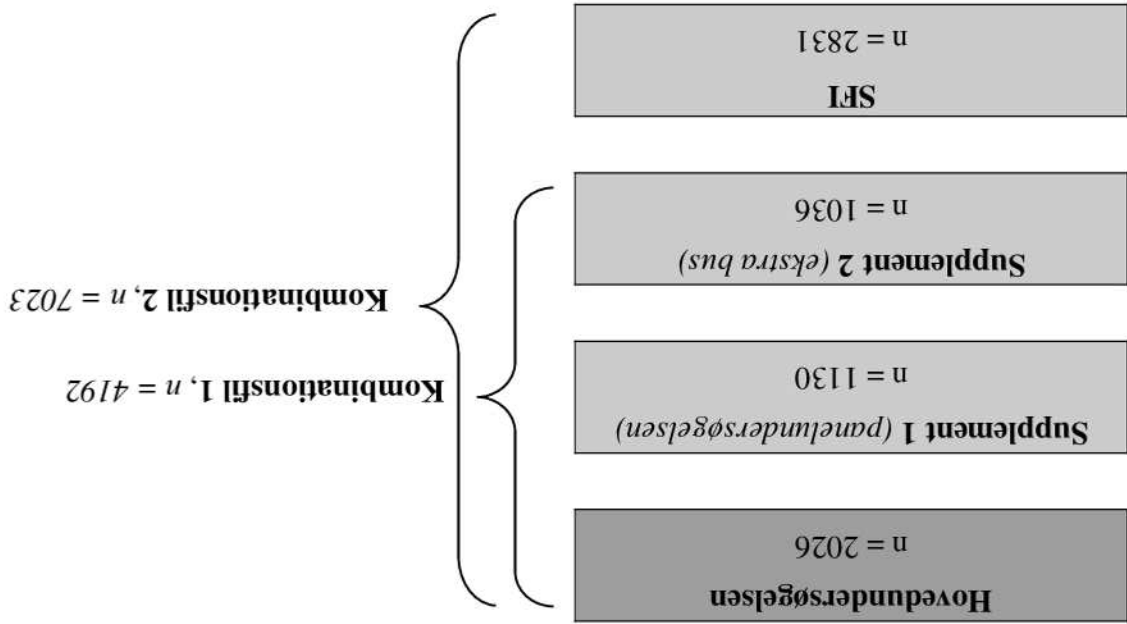 Hovedundersøgelsen
n = 2026
Supplement 1 (panelundersøgelsen)
n = 1130
Kombinationsfil 1, n = 4192
Kombinationsfil 2, n = 7023
Supplement 2 (ekstra bus)
n = 1036
SFI
n = 2831